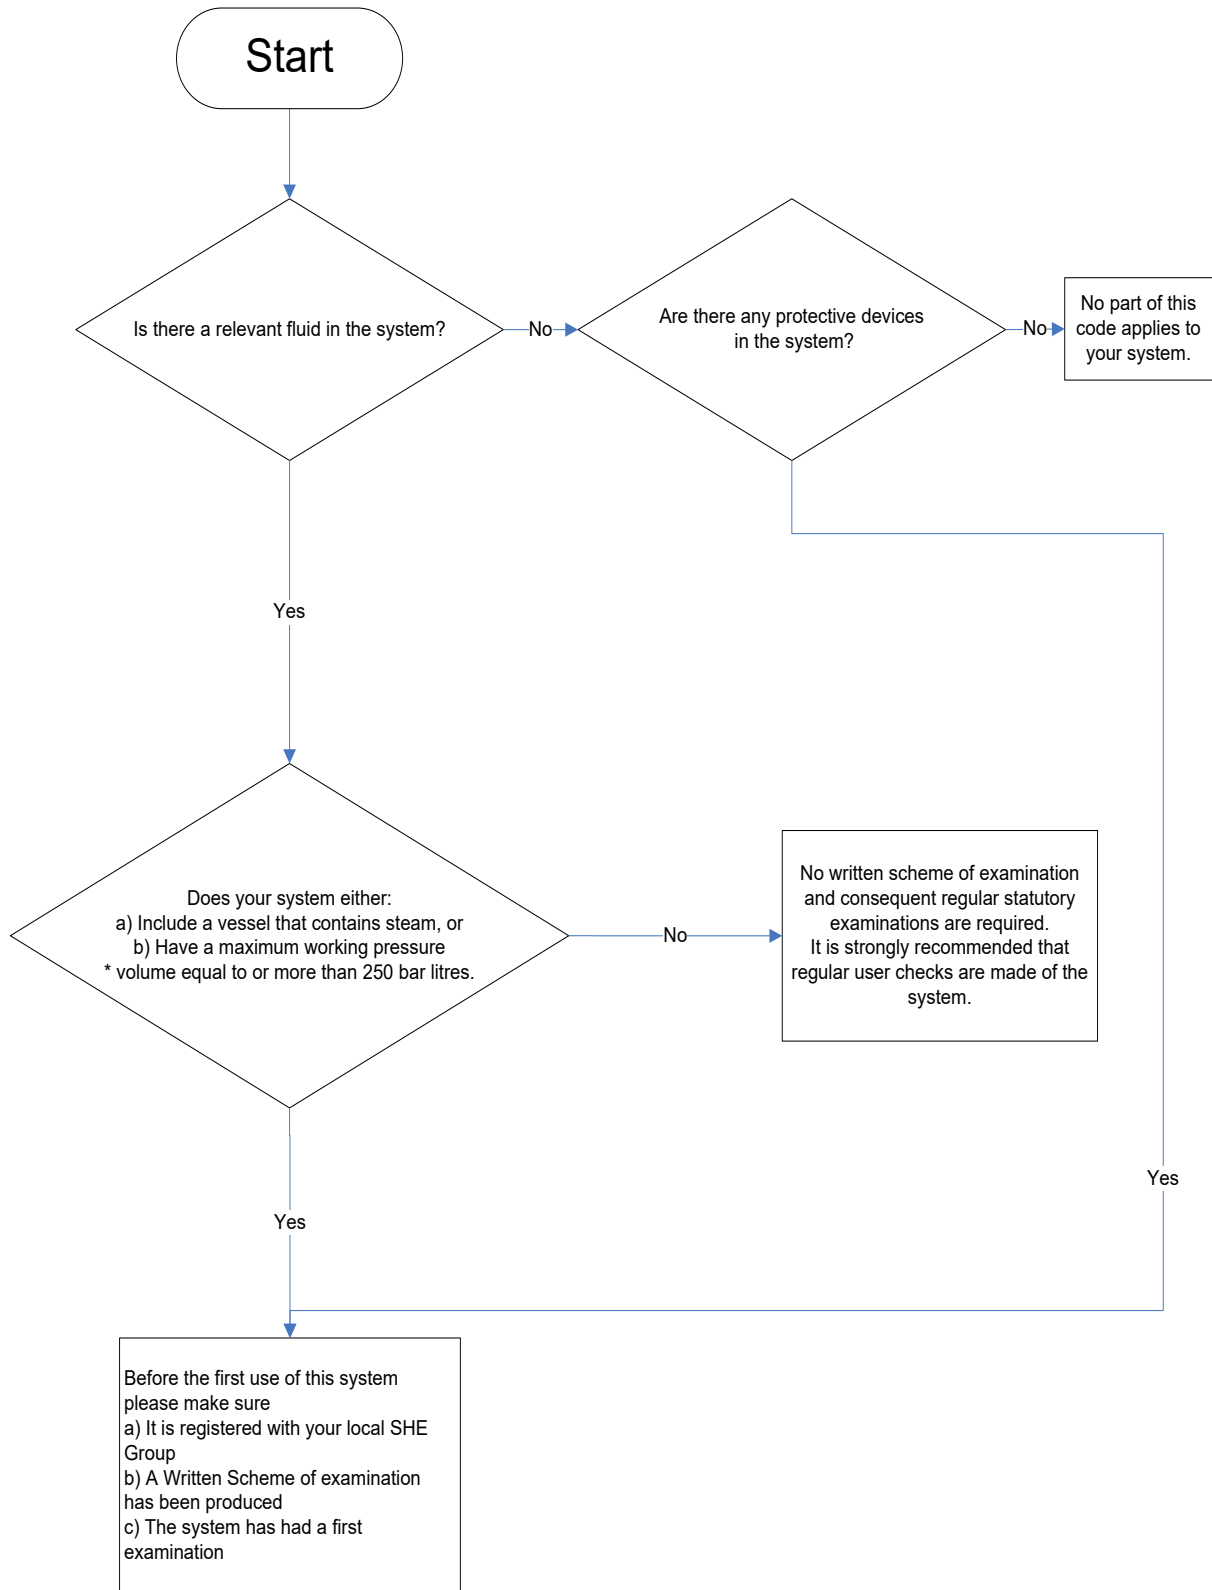 Start
Is there a relevant fluid in the system?
No
Are there any protective devices
in the system?
No
No part of this
code applies to
your system.
Yes
Does your system either:
a) Include a vessel that contains steam, or
b) Have a maximum working pressure
* volume equal to or more than 250 bar litres.
No
No written scheme of examination
and consequent regular statutory
examinations are required.
It is strongly recommended that
regular user checks are made of the
system.
Yes
Yes
Before the first use of this system
please make sure
a) It is registered with your local SHE
Group
b) A Written Scheme of examination
has been produced
c) The system has had a first
examination